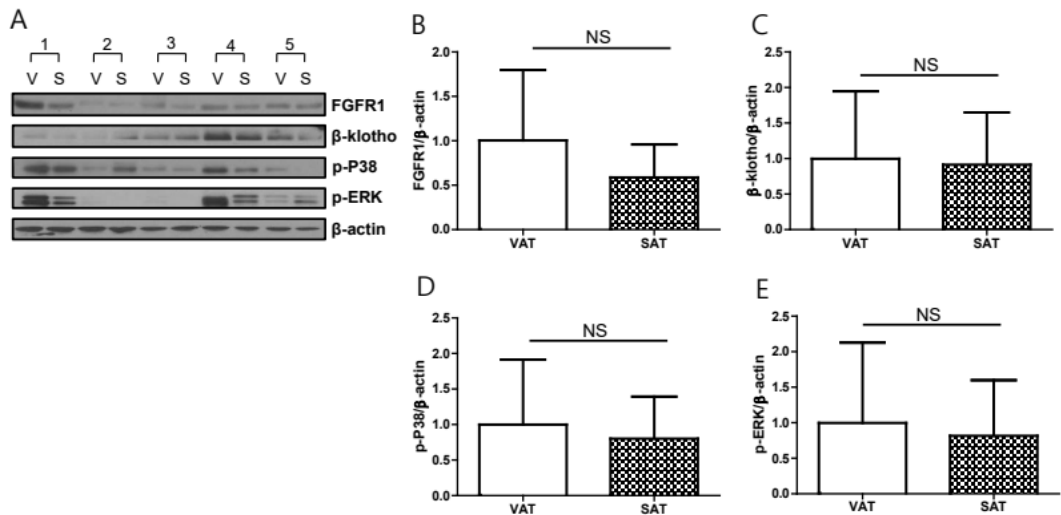 A
1 2 3 4 5
V S V S V S V S V S
FGFR1
β-klotho
p-P38
p-ERK
β-actin
B
NS
FGFR1/β-actin
2.0
1.5
1.0
0.5
0.0
VAT SAT
C
NS
β-klotho/β-actin
2.5
2.0
1.5
1.0
0.5
0.0
VAT SAT
D
NS
p-P38/β-actin
2.5
2.0
1.5
1.0
0.5
0.0
VAT SAT
E
NS
p-ERK/β-actin
2.5
2.0
1.5
1.0
0.5
0.0
VAT SAT